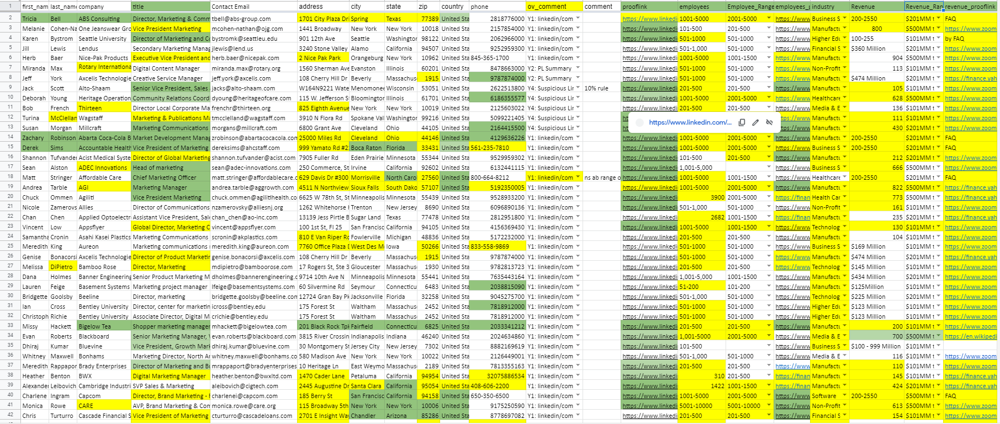 1 first_nam last_name company title Contact Email address city state zip country phone ov_comment comment prooflink employees Employee_Range employees_p industry Revenue Revenue_Ran revenue_prooflink
2 Tricia Bell ABS Consulting Director, Marketing & Comm tbell@abs-group.com 1701 City Plaza Dr Spring Texas 77389 United Sta 2818776000 Y1: linkedin/com https://www.linkedi 1001-5000 2001-5000 https://www Business S 200-2550 $201MM t FAQ
3 Melanie Cohen-Na One Jeanswear Gro Vice President Marketing mcohen-nathan@ojg.com 1441 Broadway New York New York 10018 United Sta 2157854000 Y1: linkedin/com https://www.linkedi 101-500 201-500 https://www Manufactu 800 $501MM t https://www.zoom
4 Karen Bystrom Seattle University Director of Marketing and Co bystromk@seattleu.edu 901 12th Ave Seattle Washington 98122 United Sta 2062966000 Y1: linkedin/com https://www.linkedi 501-1000 501-1000 https://www Higher Edu 100-255 $101MM t by FAQ
5 Jill Lewis Lendus Secondary Marketing Manag jlewis@lend.us 3240 Stone Valley Alamo California 94507 United Sta 9252959300 Y1: linkedin/com https://www.linkedi 501-1,000 501-1000 https://www Financial S $360 Million $201MM t https://www.zoom
6 Herb Baer Nice-Pak Products Executive Vice President and herb.baer@nicepak.com 2 Nice Pak Park Orangeburg New York 10962 United Sta 845-365-1700 Y1: linkedin/com https://www.linkedi 1001-5000 1001-1500 https://www Manufactu 904 $500MM t https://www.zoom
7 Miranda Max Rotary Internationa Digital Content Manager miranda.max@rotary.org 1560 Sherman Ave Evanston Illinois 60201 United Sta 8478663000 Y2: PL Summary https://www.linkedi 501-1000 501-1000 https://www Non-Profit 113 $101MM t https://www.zoom
8 Jeff York Axcelis Technologie Creative Service Manager jeff.york@axcelis.com 108 Cherry Hill Dr Beverly Massachus 1915 United Sta 9787874000 Y2: PL Summary https://www.linkedi 501-1000 501-1000 https://www Manufactu $474 Million $201MM t https://finance.yah
9 Jack Scott Alto-Shaam Senior Vice President, Sales jacks@alto-shaam.com W164N9221 Wate Menomonee Wisconsin 53051 United Sta 2622513800 Y4: Suspicious Lir 10% rule https://www.linkedi 201-500 201-500 https://www Manufactu 105 $101MM t https://www.zoom
10 Deborah Young Heritage Operation Community Relations Coordi dyoung@heritageofcare.com 115 W. Jefferson S Bloomington Illinois 61701 United Sta 6186355577 Y4: Suspicious Lir https://www.linkedi 1001-5000 2001-5000 https://www Healthcare 628 $500MM t https://www.zoom
11 Bob French Thirteen Director Local Corporate Ma frenchr@thirteen.org 825 Eighth Avenue New York New York 10019 United Sta 2125603022 Y4: Suspicious Lir https://www.linkedi 201-500 201-500 https://www Media & E 136 $101MM t https://www.zoom
12 Turina McClellan Wagstaff Marketing & Publications Ma tmcclelland@wagstaff.com 3910 N Flora Rd Spokane Val Washington 99216 United Sta 5099221405 Y4: Suspicious Lir ht https://www.linkedin.com/... Manufactu 111 $101MM t https://www.zoom
13 Susan Morgan Millcraft Marketing Communications morgans@millcraft.com 6800 Grant Ave Cleveland Ohio 44105 United Sta 2164415500 Y4: Suspicious Lir Manufactu 430 $201MM t https://www.zoom
14 Zachary Robinson Abarta Coca-Cola B Market Development Manag zrobinson@abartacocacola.com 25000 Miles Rd Cleveland Ohio 44146 United Sta 4129636226 Y1: linkedin/com https://www.linkedi 1001-5000 1001-5000 https://www Manufactu 200-2550 $201MM t FAQ
15 Derek Sims Accountable Health Vice President of Marketing dereksims@ahcstaff.com 999 Yamato Rd #2 Boca Raton Florida 33431 United Sta 561-235-7810 Y1: linkedin/com https://www.linkedi 1001-5000 1001-5000 https://www Business S 200-2550 $201MM t FAQ
16 Shannon Tufvander Acist Medical Syste Director of Global Marketing shannon.tufvander@acist.com 7905 Fuller Rd Eden Prairie Minnesota 55344 United Sta 9529959303 Y1: linkedin/com https://www.linkedi 101-500 201-500 https://www Manufactu 212 $201MM t https://www.zoom
17 Sean Alston ADEC Innovations Head of marketing sean@adec-innovations.com 250 Commerce, St Irvine California 92602 United Sta 6132441115 Y1: linkedin/com https://www.linkedi 1,001-5,000 https://www Business S 666 $500MM t https://www.zoom
18 Matt Stringer Affordable Care Chief Marketing Officer matt.stringer@affordablecare.c 629 Davis Dr #300 Morrisville North Caro 27560 United Sta 800-664-8212 Y1: linkedin/com ns ab range o https://www.linkedi 1001-5000 1001-1500 https://www Healthcare 200-2550 $201MM t FAQ
19 Andrea Tarble AGI Marketing Manager andrea.tarble@aggrowth.com 4511 N Northview Sioux Falls South Dako 57107 United Sta 5192350005 Y1: linkedin/com https://www.linkedi 1001-5000 2001-5000 https://www Manufactu 822 $500MM t https://finance.yah
20 Chuck Ommen Agiliti Vice President Marketing chuck.ommen@agilitihealth.co 6625 W 78th St, S Minneapolis Minnesota 55439 United Sta 9528933200 Y1: linkedin/com https://www.linkedi 3900 2001-5000 https://finan Health Car 773 $500MM t https://finance.yah
21 Nicole Zamerovs Allies Director of Communications nzamerovsky@alliesnj.org 1262 Whitehorse H Trenton New Jersey 8690 United Sta 6096890136 Y1: linkedin/com https://www.linkedi 501-1,000 501-1000 https://www Non-Profit 161 $101MM t https://www.zoom
22 Chan Chen Applied Optoelectr Assistant Vice President, Sal chan_chen@ao-inc.com 13139 Jess Pirtle B Sugar Land Texas 77478 United Sta 2812951800 Y1: linkedin/com https://www.linkedi 2682 1001-1500 https://finan Manufactu 235 $201MM t https://finance.yah
23 Vincent Low Appsflyer Global Director, Marketing C vincent@appsflyer.com 100 1st St, Fl 25 San Francisc California 94105 United Sta 4156369430 Y1: linkedin/com https://www.linkedi 1001-5000 1001-1500 https://www Technolog 130 $101MM t https://www.zoom
24 Samantha Cronin Asahi Kasei Plastics Marketing Communications scronin@akplastics.com 810 E Van Riper Rd Fowlerville Michigan 48836 United Sta 5172232000 Y1: linkedin/com https://www.linkedi 201-500 201-500 https://www Manufactu 104 $101MM t https://www.zoom
25 Meredith King Aureon Marketing communications meredith.king@aureon.com 7760 Office Plaza D West Des M Iowa 50266 United Sta 833-558-9869 Y1: linkedin/com https://www.linkedi 501-1000 501-1000 https://www Business S $169 Million $101MM t https://www.zoom
26 Genise Bonacorsi Axcelis Technologie Director of Product Marketin genise.bonacorsi@axcelis.com 108 Cherry Hill Dr Beverly Massachus 1915 United Sta 9787874000 Y1: linkedin/com https://www.linkedi 501-1000 501-1000 https://www Manufactu $474 Million $201MM t https://finance.yah
27 Melissa DiPietro Bamboo Rose Director, Marketing mdipietro@bamboorose.com 17 Rogers St, Ste 3 Gloucester Massachus 1930 United Sta 9782813723 Y1: linkedin/com https://www.linkedi 201-500 201-500 https://www Technolog $145 Million $101MM t https://www.zoom
28 Dana Holmes Banner Engineering Senior Product Marketing M dholmes@bannerengineering.c 9714 10th Ave N Minneapolis Minnesota 55441 United Sta 7635443164 Y1: linkedin/com https://www.linkedi 1,001-5,000 1001-1500 https://www Manufactu $434 Million $201MM t https://www.zoom
29 Lauren Feige Basement Systems Marketing project manager lfeige@basementsystems.com 60 Silvermine Rd Seymour Connecticu 6483 United Sta 2038815090 Y1: linkedin/com https://www.linkedi 51-200 101-200 https://www Manufactu $125Million $101MM t https://www.zoom
30 Bridgette Goolsby Beeline Director, marketing bridgette.goolsby@beeline.com 12724 Gran Bay Pk Jacksonville Florida 32258 United Sta 9045275700 Y1: linkedin/com https://www.linkedi 501-1,000 501-1000 https://www Technolog $225 Million $201MM t https://www.zoom
31 Ian Cross Bentley University Director, center for marketin icross@bentley.edu 175 Forest St Waltham Massachus 2452 United Sta 7818912000 Y1: linkedin/com https://www.linkedi 501-1000 501-1000 https://www Higher Edu $123 Million $101MM t https://www.zoom
32 Christoph Richie Bentley University Associate Director, Digital M crichie@bentley.edu 175 Forest St Waltham Massachus 2452 United Sta 7818912000 Y1: linkedin/com https://www.linkedi 501-1000 501-1000 https://www Higher Edu $123 Million $101MM t https://www.zoom
33 Missy Hackett Bigelow Tea Shopper marketing manager mhackett@bigelowtea.com 201 Black Rock Tpk Fairfield Connecticu 6825 United Sta 2033341212 Y1: linkedin/com https://www.linkedi 201-500 201-500 https://www Manufactu 200 $101MM t https://www.zoom
34 Evan Roberts Blackboard Senior Marketing Manager, evan.roberts@blackboard.com 3815 River Crossin Indianapolis Indiana 46240 United Sta 2024634860 Y1: linkedin/com https://www.linkedi 1,001-5000 2001-5000 https://www Media & E 700 $500MM t https://en.wikipedi
35 Dhiraj Kumar Bluevine Vice President, Growth Mark dhiraj.kumar@bluevine.com 30 Montgomery St Jersey City New Jersey 7302 United Sta 8882169619 Y1: linkedin/com https://www.linkedi 101-500 https://www Business S $100 - 999 Million $101MM t
36 Whitney Maxwell Bonhams Marketing Director, North A whitney.maxwell@bonhams.co 580 Madison Ave New York New York 10022 United Sta 2126449001 Y1: linkedin/com https://www.linkedi 501-1,000 501-1000 https://www Media & E 116 $101MM t https://www.zoom
37 Meredith Rappapor Brady Enterprises Director of Marketing and Bu mrappaport@bradyenterprises 10 Heritage Ln East Weymo Massachus 2189 United Sta 7813355163 Y1: linkedin/com https://www.linkedi 201-500 201-500 https://www Manufactu 110 $101MM t https://www.zoom
38 Heather Benton BWX Digital Marketing Manager heather.benton@bwxltd.com 1470 Cader Lane Petaluma California 94954 United Sta 32075886534 Y1: linkedin/com https://www.linkedi 310 201-500 https://finan Manufactu 145 $101MM t https://finance.yah
39 Alexander Leibovich Cambridge Industri SVP Sales & Marketing aleibovich@cigtech.com 2445 Augustine Dr Santa Clara California 95054 United Sta 408-606-2200 Y1: linkedin/com https://www.linkedi 1422 1001-1500 https://finan Manufactu 424 $201MM t https://finance.yah
40 Charlene Ingram Capcom Director, Brand Marketing - charlenei@capcom.com 185 Berry St San Francisc California 94158 United Sta 650-350-6500 Y1: linkedin/com https://www.linkedi 1001-5000 1001-5000 https://www Software 200-2550 $500MM t FAQ
41 Monica Rowe CARE AVP, Brand Marketing & Com monica.rowe@care.org 115 Broadway 5th New York New York 10006 United Sta 9175250590 Y1: linkedin/com https://www.linkedi 5001-10000 5001-10000 https://www Non-Profit 613 $500MM t https://www.zoom
42 Chris Turturro Cascade Financial S Vice President of Marketing cturturro@cascadeloans.com 2701 E Insight Way Chandler Arizona 85286 United Sta 8778697082 Y1: linkedin/com https://www.linkedi 201-500 201-500 https://www Financial S 154 $101MM t https://www.zoom